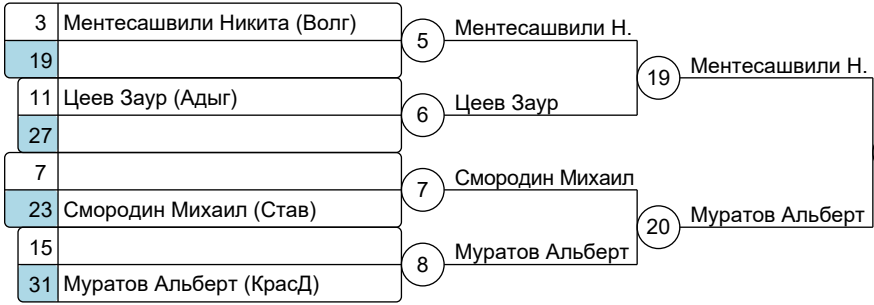 3 Ментесашвили Никита (Волг)
19
5
Ментесашвили Н.
11 Цеев Заур (Адыг)
27
6
Цеев Заур
19
Ментесашвили Н.
7
23 Смородин Михаил (Став)
7
Смородин Михаил
15
31 Муратов Альберт (КрасД)
8
Муратов Альберт
20
Муратов Альберт